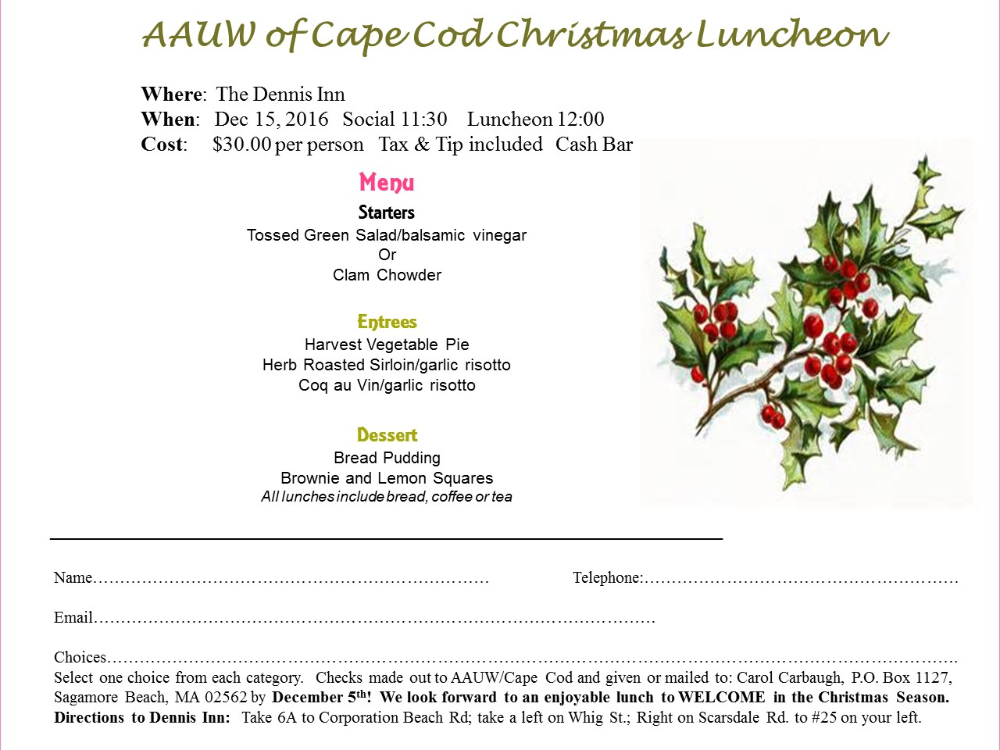 AAUW of Cape Cod Christmas Luncheon
Where: The Dennis Inn
When: Dec 15, 2016 Social 11:30 Luncheon 12:00
Cost: $30.00 per person Tax & Tip included Cash Bar
Menu
Starters
Tossed Green Salad/balsamic vinegar
Or
Clam Chowder
Entrees
Harvest Vegetable Pie
Herb Roasted Sirloin/garlic risotto
Coq au Vin/garlic risotto
Dessert
Bread Pudding
Brownie and Lemon Squares
All lunches include bread, coffee or tea
Name……………………………………………………………… Telephone:…………………………………………………
Email…………………………………………………………………………………………
Choices…………………………………………………………………………………………………………………………………………
Select one choice from each category. Checks made out to AAUW/Cape Cod and given or mailed to: Carol Carbaugh, P.O. Box 1127,
Sagamore Beach, MA 02562 by December 5th! We look forward to an enjoyable lunch to WELCOME in the Christmas Season.
Directions to Dennis Inn: Take 6A to Corporation Beach Rd; take a left on Whig St.; Right on Scarsdale Rd. to #25 on your left.